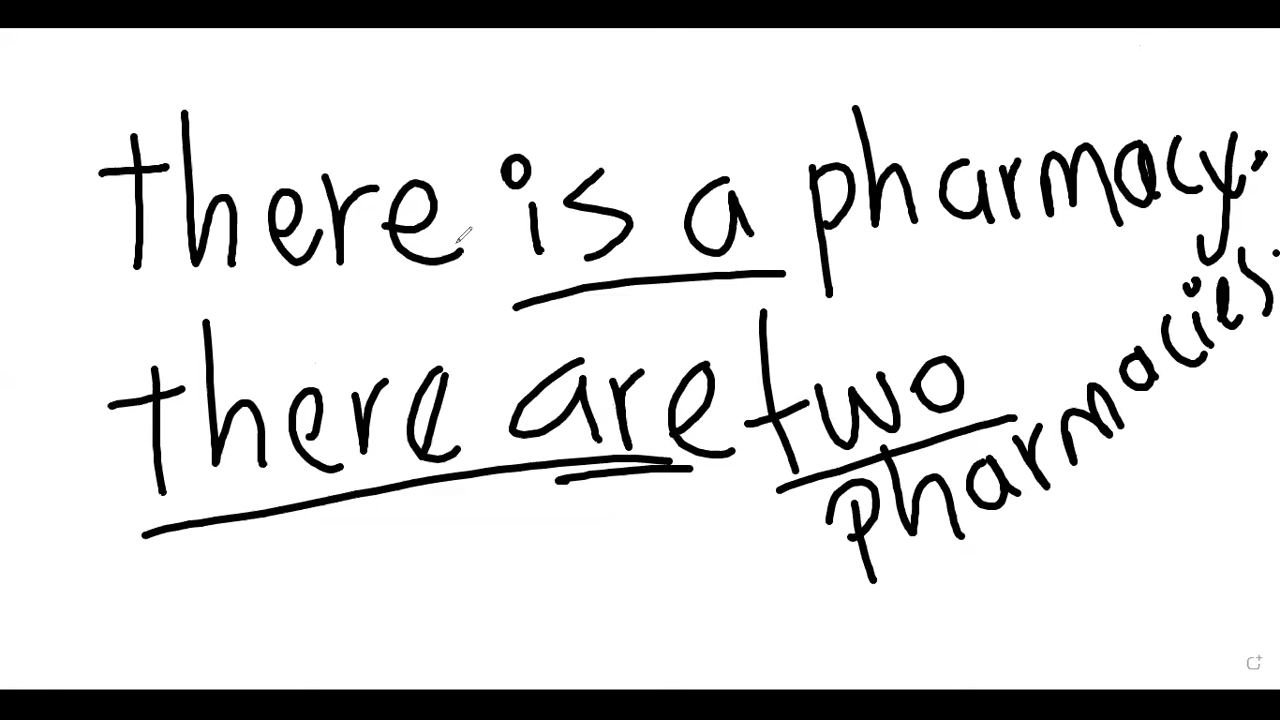 there is a pharmacy.
there are two
pharmacies.